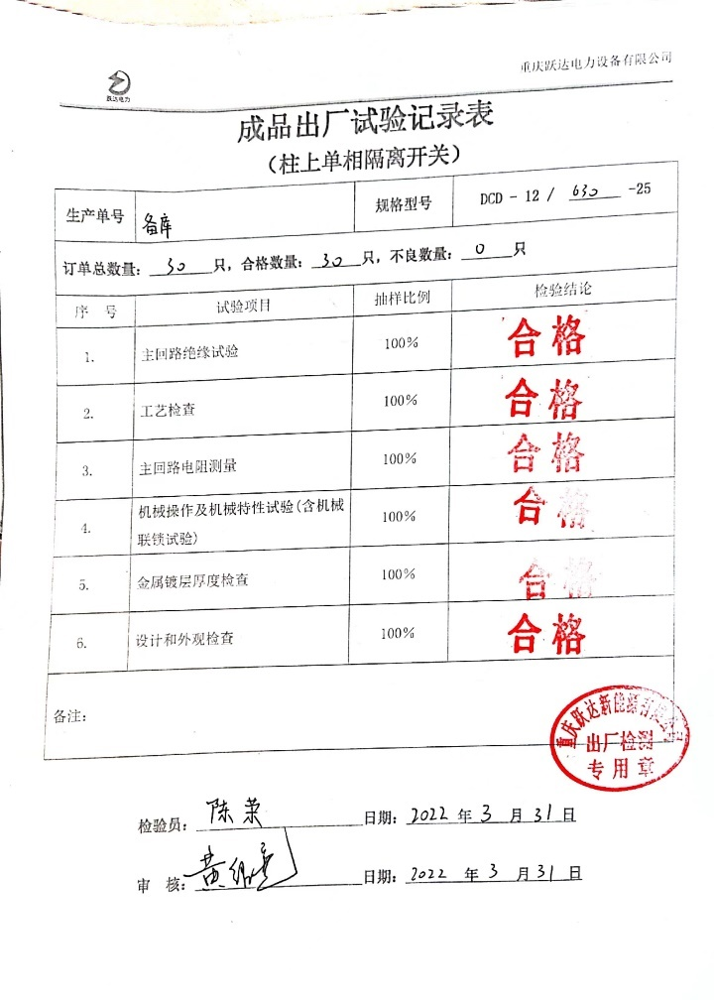 重庆跃达电力设备有限公司
跃达电力
成品出厂试验记录表
(柱上单相隔离开关)
生产单号 备库 规格型号 DCD - 12 / 630 -25
订单总数量: 30 只, 合格数量: 30 只, 不良数量: 0 只
序 号 试验项目 抽样比例 检验结论
1. 主回路绝缘试验 100% 合格
2. 工艺检查 100% 合格
3. 主回路电阻测量 100% 合格
4. 机械操作及机械特性试验(含机械
联锁试验) 100% 合格
5. 金属镀层厚度检查 100% 合格
6. 设计和外观检查 100% 合格
备注:
重庆跃达新能源有限公司
出厂检测
专用章
检验员: 陈荣 日期: 2022 年 3 月 31 日
审 核: 黄 日期: 2022 年 3 月 31 日